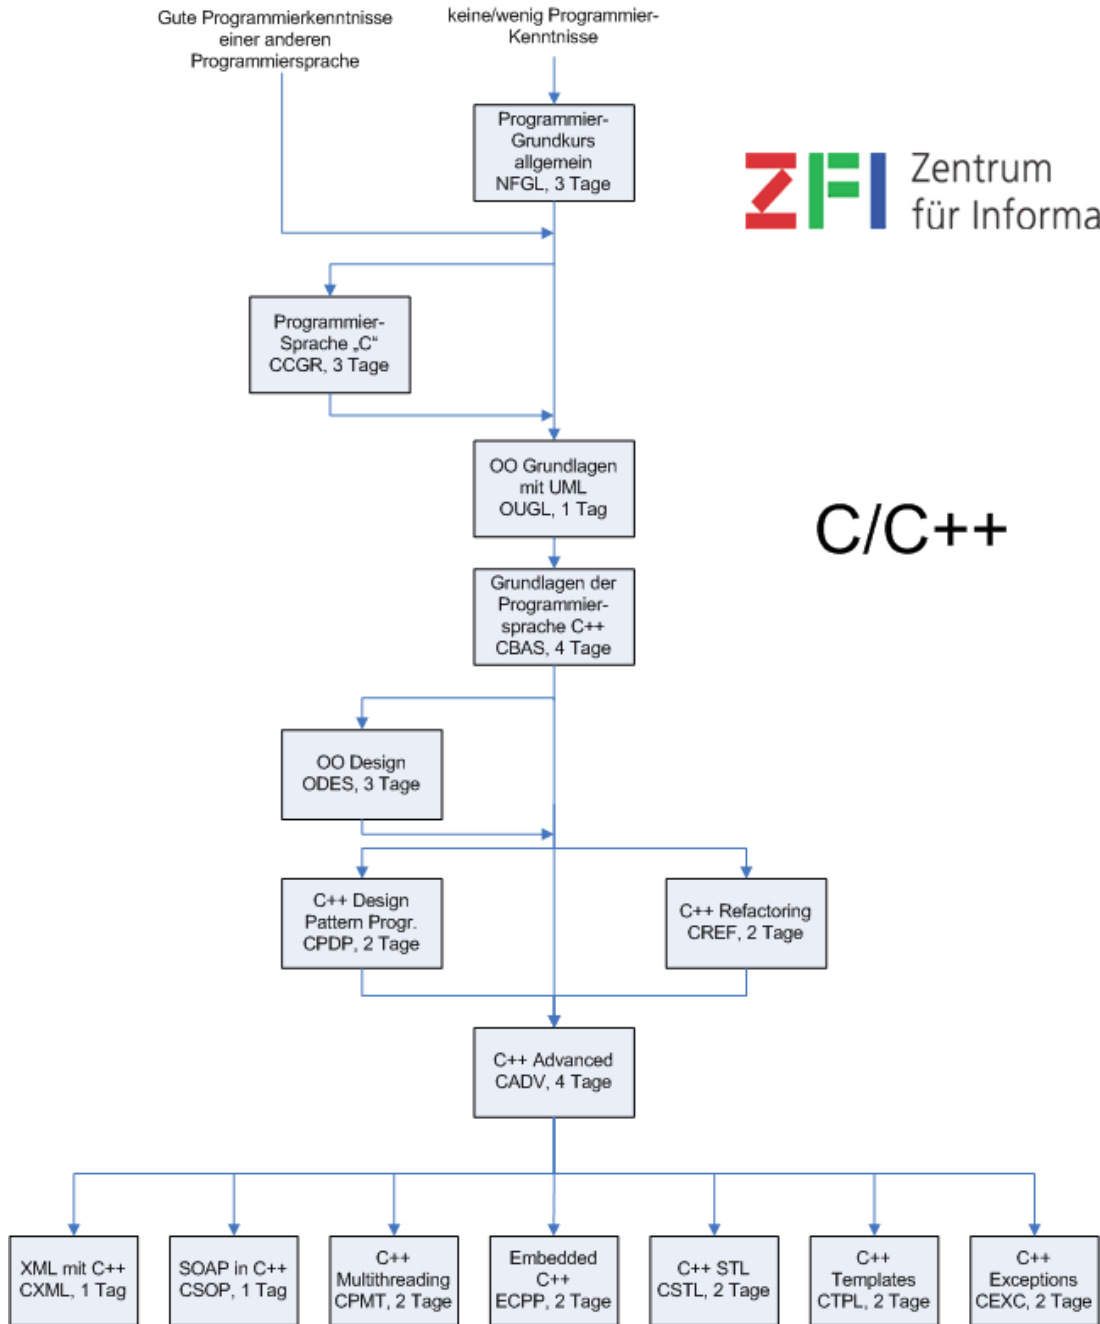 Gute Programmierkenntnisse
einer anderen
Programmiersprache
keine/wenig Programmier-
Kenntnisse
Programmier-
Grundkurs
allgemein
NFGL, 3 Tage
ZFI
Zentrum
für Informa
Programmier-
Sprache „C“
CCGR, 3 Tage
OO Grundlagen
mit UML
OUGL, 1 Tag
C/C++
Grundlagen der
Programmier-
sprache C++
CBAS, 4 Tage
OO Design
ODES, 3 Tage
C++ Design
Pattern Progr.
CPDP, 2 Tage
C++ Refactoring
CREF, 2 Tage
C++ Advanced
CADV, 4 Tage
XML mit C++
CXML, 1 Tag
SOAP in C++
CSOP, 1 Tag
C++
Multithreading
CPMT, 2 Tage
Embedded
C++
ECPP, 2 Tage
C++ STL
CSTL, 2 Tage
C++
Templates
CTPL, 2 Tage
C++
Exceptions
CEXC, 2 Tage